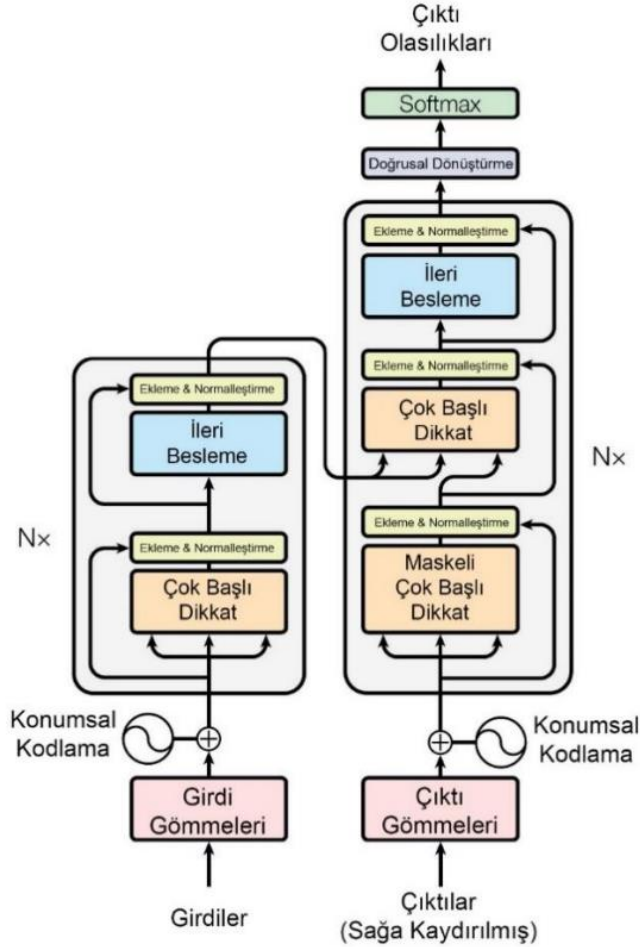 Çıktı
Olasılıkları
Softmax
Doğrusal Dönüştürme
Ekleme & Normalleştirme
İleri
Besleme
Ekleme & Normalleştirme
Çok Başlı
Dikkat
Ekleme & Normalleştirme
Maskeli
Çok Başlı
Dikkat
Nx
Ekleme & Normalleştirme
İleri
Besleme
Ekleme & Normalleştirme
Çok Başlı
Dikkat
Nx
Konumsal
Kodlama
Konumsal
Kodlama
Girdi
Gömmeleri
Çıktı
Gömmeleri
Girdiler
Çıktılar
(Sağa Kaydırılmış)